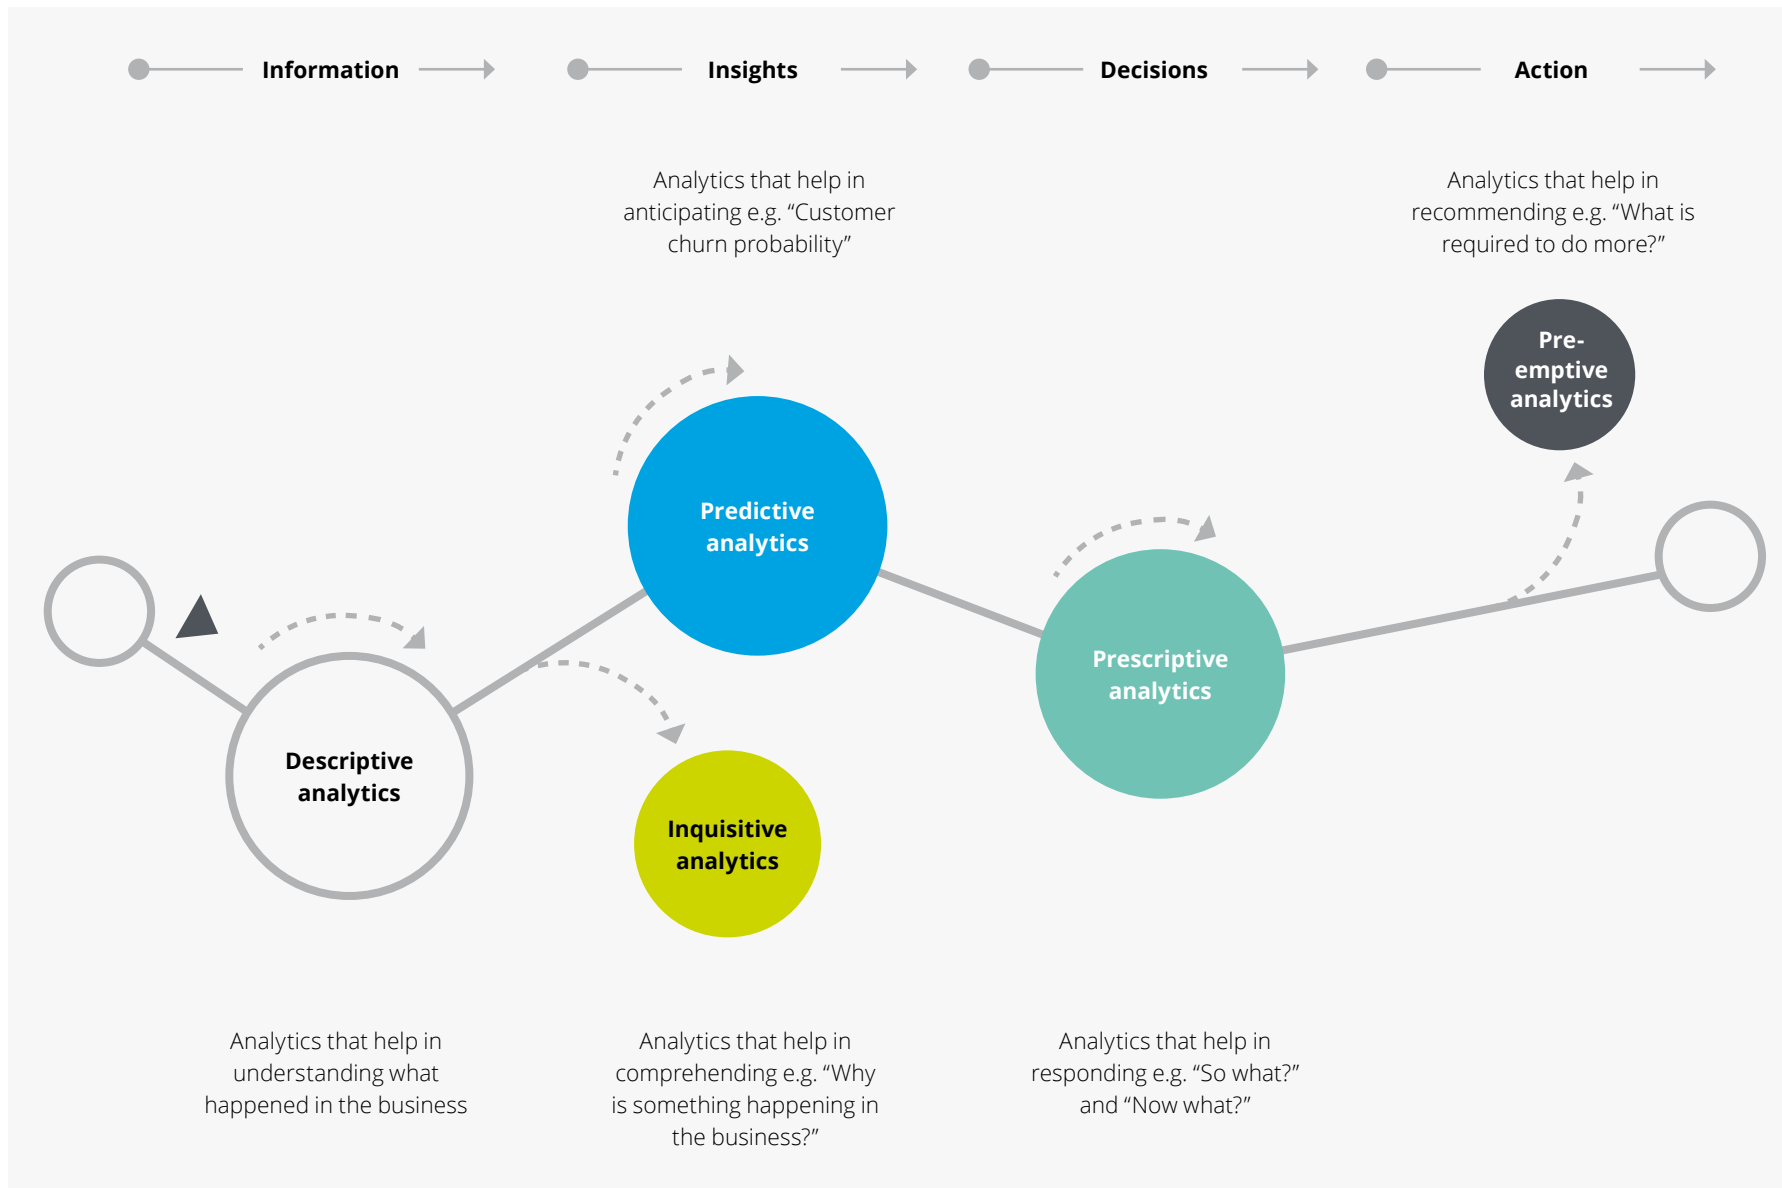 Information
Insights
Decisions
Action
Analytics that help in
anticipating e.g. “Customer
churn probability”
Analytics that help in
recommending e.g. “What is
required to do more?”
Pre-
emptive
analytics
Predictive
analytics
Prescriptive
analytics
Descriptive
analytics
Inquisitive
analytics
Analytics that help in
understanding what
happened in the business
Analytics that help in
comprehending e.g. “Why
is something happening in
the business?”
Analytics that help in
responding e.g. “So what?”
and “Now what?”